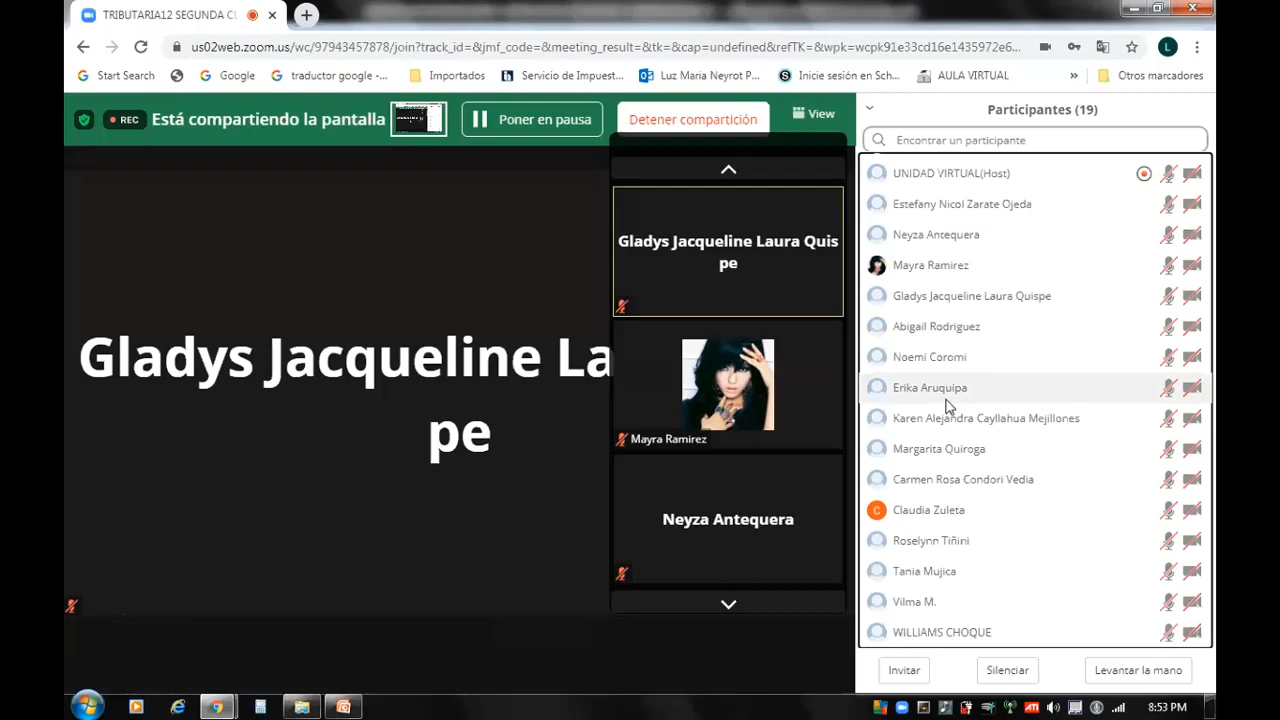 TRIBUTARIA12 SEGUNDA CL
us02web.zoom.us/wc/97943457878/join?track_id=&jmf_code=&meeting_result=&tk=&cap=undefined&refTK=&wpk=wcpk91e33cd16e1435972e6...
L
Start Search
Google
traductor google -...
Importados
Servicio de Impuest...
Luz Maria Neyrot P...
Inicie sesión en Sch...
AULA VIRTUAL
»
Otros marcadores
REC
Está compartiendo la pantalla
Poner en pausa
Detener compartición
View
Gladys Jacqueline La
pe
Gladys Jacqueline Laura Quis
pe
Mayra Ramirez
Neyza Antequera
Participantes (19)
Encontrar un participante
UNIDAD VIRTUAL(Host)
Estefany Nicol Zarate Ojeda
Neyza Antequera
Mayra Ramirez
Gladys Jacqueline Laura Quispe
Abigail Rodriguez
Noemi Coromi
Erika Aruquipa
Karen Alejandra Cayllahua Mejillones
Margarita Quiroga
Carmen Rosa Condori Vedia
C
Claudia Zuleta
Roselynn Tiñini
Tania Mujica
Vilma M.
WILLIAMS CHOQUE
Invitar
Silenciar
Levantar la mano
ATI
8:53 PM